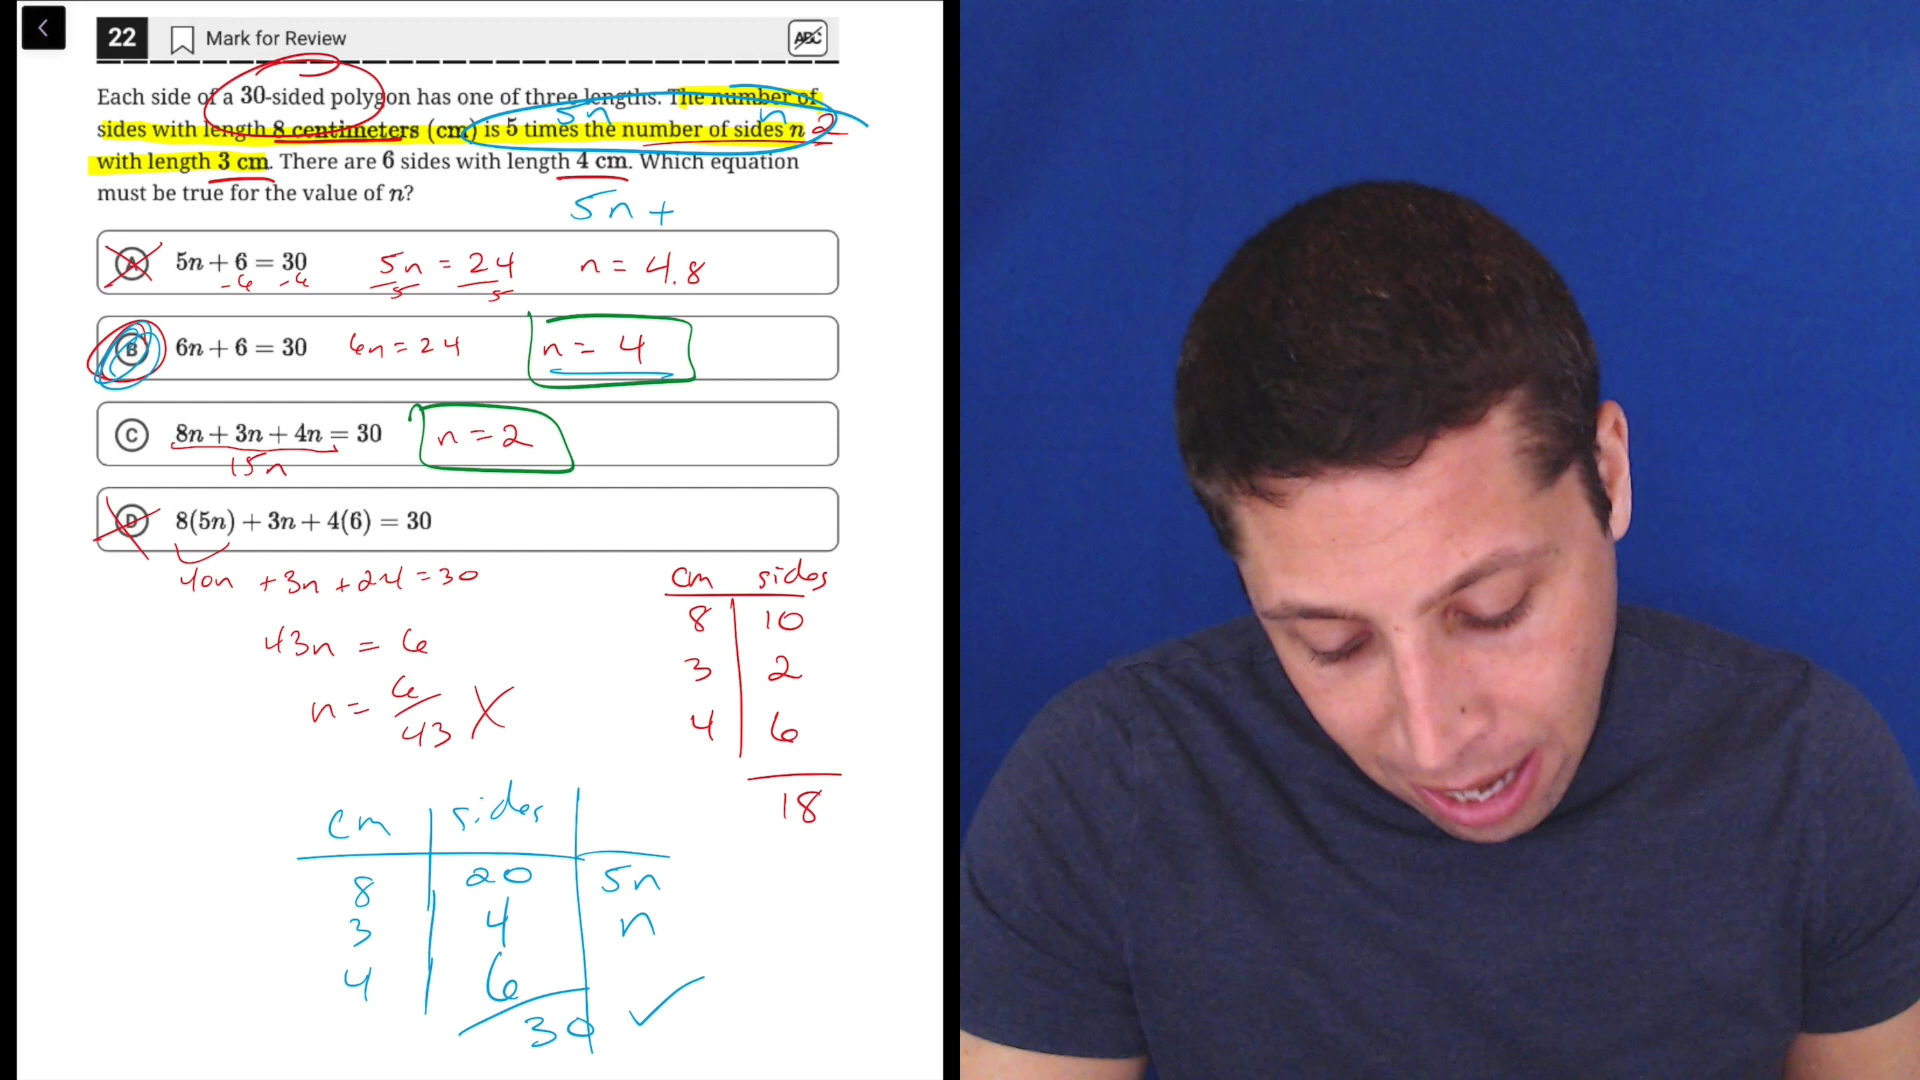 22 Mark for Review ABC
Each side of a 30-sided polygon has one of three lengths. The number of
5n n
sides with length 8 centimeters (cm) is 5 times the number of sides n 2
with length 3 cm. There are 6 sides with length 4 cm. Which equation
must be true for the value of n?
5n +
A 5n + 6 = 30 5n = 24 n = 4.8
-6 -6 5 5
B 6n + 6 = 30 6n = 24 n = 4
C 8n + 3n + 4n = 30 n = 2
15n
D 8(5n) + 3n + 4(6) = 30
40n + 3n + 24 = 30
43n = 6
n = 6/43 X
cm sides
8 10
3 2
4 6
18
cm sides
8 20 5n
3 4 n
4 6
30 ✓